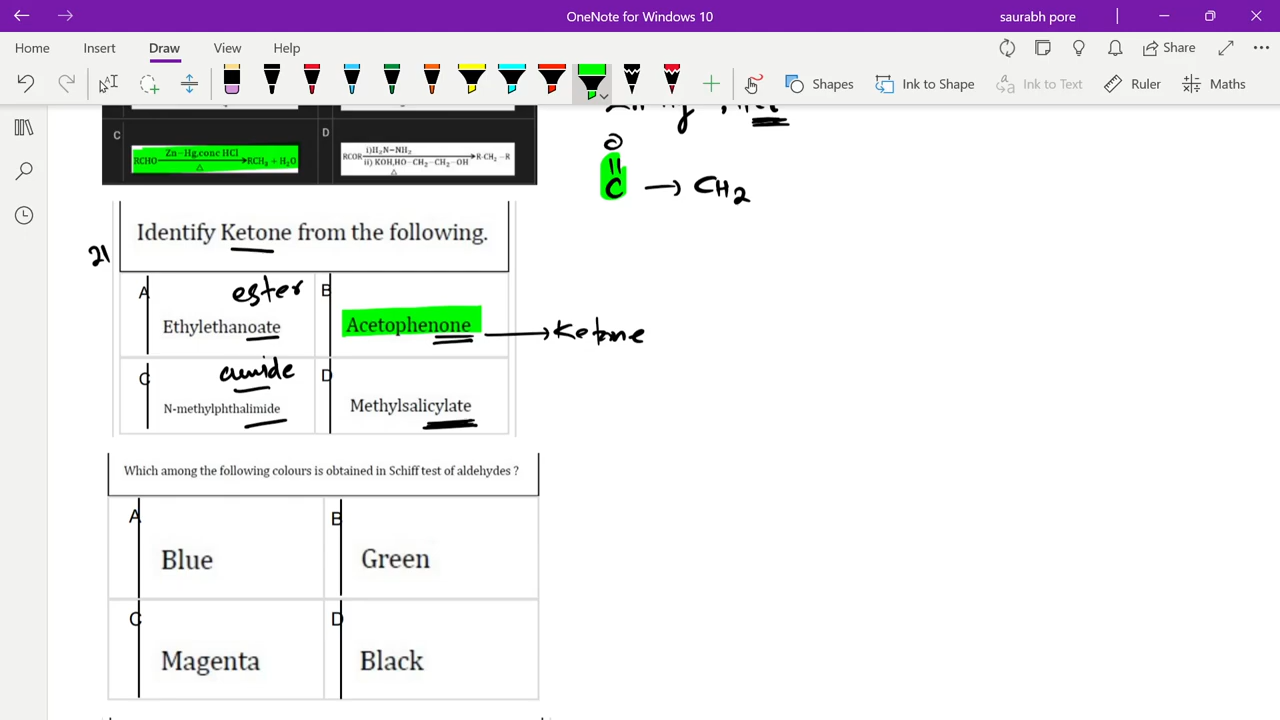 OneNote for Windows 10
saurabh pore
Home Insert Draw View Help
Share
Shapes Ink to Shape Ink to Text Ruler Maths
C
RCHO Zn−Hg,conc HCl △ RCH₃ + H₂O
D
RCOR i)H₂N−NH₂ ii) KOH,HO−CH₂−CH₂−OH △ R-CH₂−R
O
C → CH2
21
Identify Ketone from the following.
A ester
Ethylethanoate
B
Acetophenone → Ketone
C amide
N-methylphthalimide
D
Methylsalicylate
Which among the following colours is obtained in Schiff test of aldehydes ?
A
Blue
B
Green
C
Magenta
D
Black